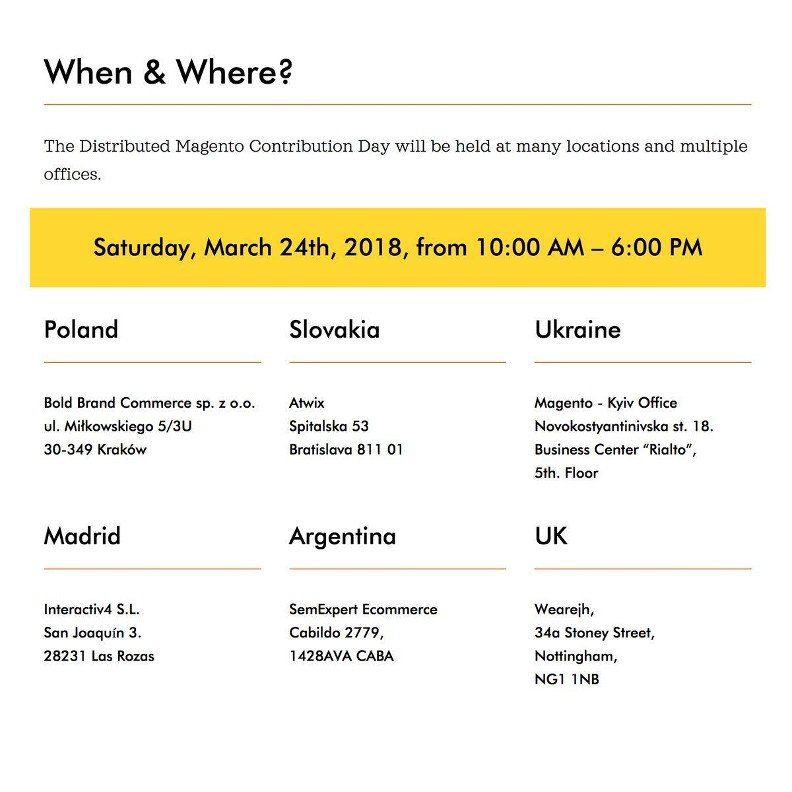 When & Where?
The Distributed Magento Contribution Day will be held at many locations and multiple
offices.
Saturday, March 24th, 2018, from 10:00 AM – 6:00 PM
Poland
Bold Brand Commerce sp. z o.o.
ul. Miłkowskiego 5/3U
30-349 Kraków
Slovakia
Atwix
Spitalska 53
Bratislava 811 01
Ukraine
Magento - Kyiv Office
Novokostyantinivska st. 18.
Business Center “Rialto”,
5th. Floor
Madrid
Interactiv4 S.L.
San Joaquín 3.
28231 Las Rozas
Argentina
SemExpert Ecommerce
Cabildo 2779,
1428AVA CABA
UK
Wearejh,
34a Stoney Street,
Nottingham,
NG1 1NB